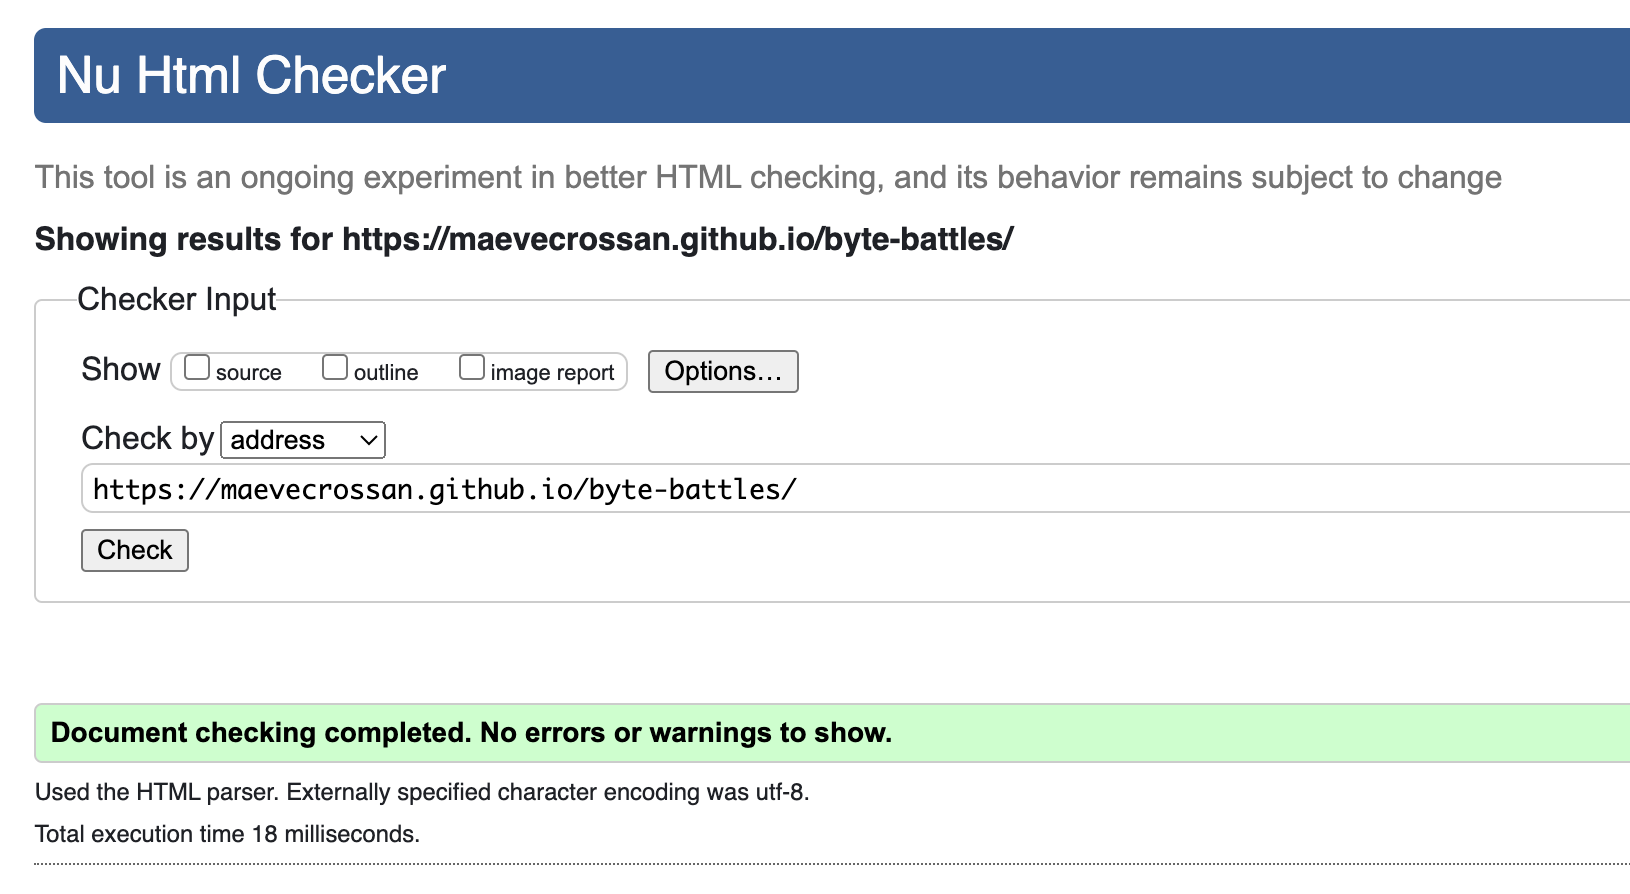 Nu Html Checker
This tool is an ongoing experiment in better HTML checking, and its behavior remains subject to change
Showing results for https://maevecrossan.github.io/byte-battles/
Checker Input
Show source outline image report Options...
Check by address
https://maevecrossan.github.io/byte-battles/
Check
Document checking completed. No errors or warnings to show.
Used the HTML parser. Externally specified character encoding was utf-8.
Total execution time 18 milliseconds.